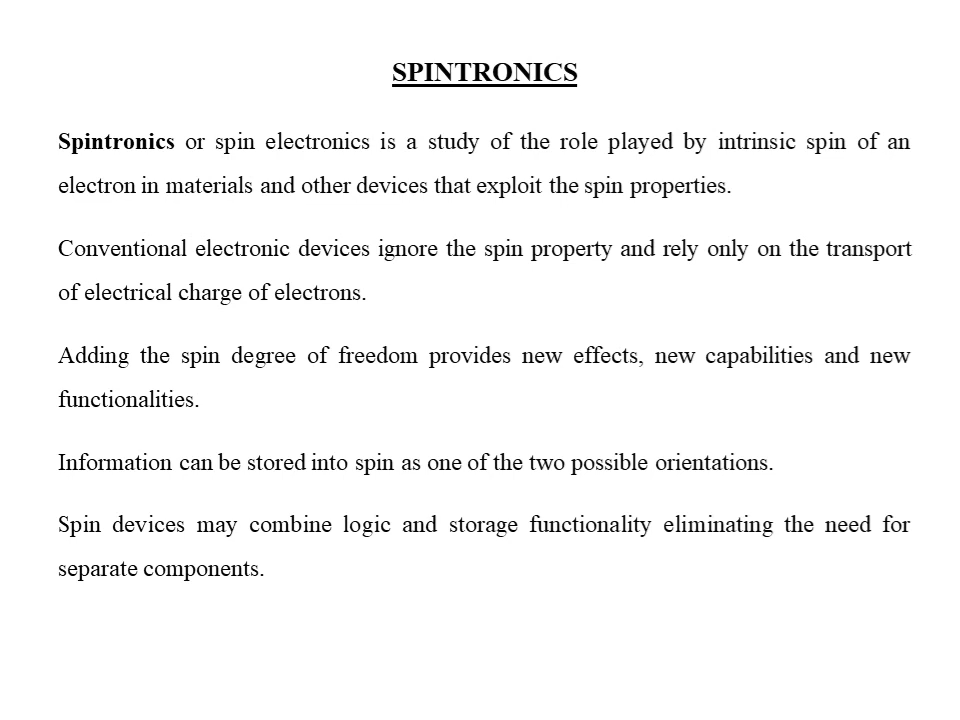 SPINTRONICS
Spintronics or spin electronics is a study of the role played by intrinsic spin of an
electron in materials and other devices that exploit the spin properties.
Conventional electronic devices ignore the spin property and rely only on the transport
of electrical charge of electrons.
Adding the spin degree of freedom provides new effects, new capabilities and new
functionalities.
Information can be stored into spin as one of the two possible orientations.
Spin devices may combine logic and storage functionality eliminating the need for
separate components.